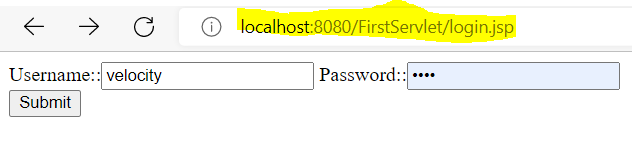 localhost:8080/FirstServlet/login.jsp
Username::velocity Password::••••
Submit